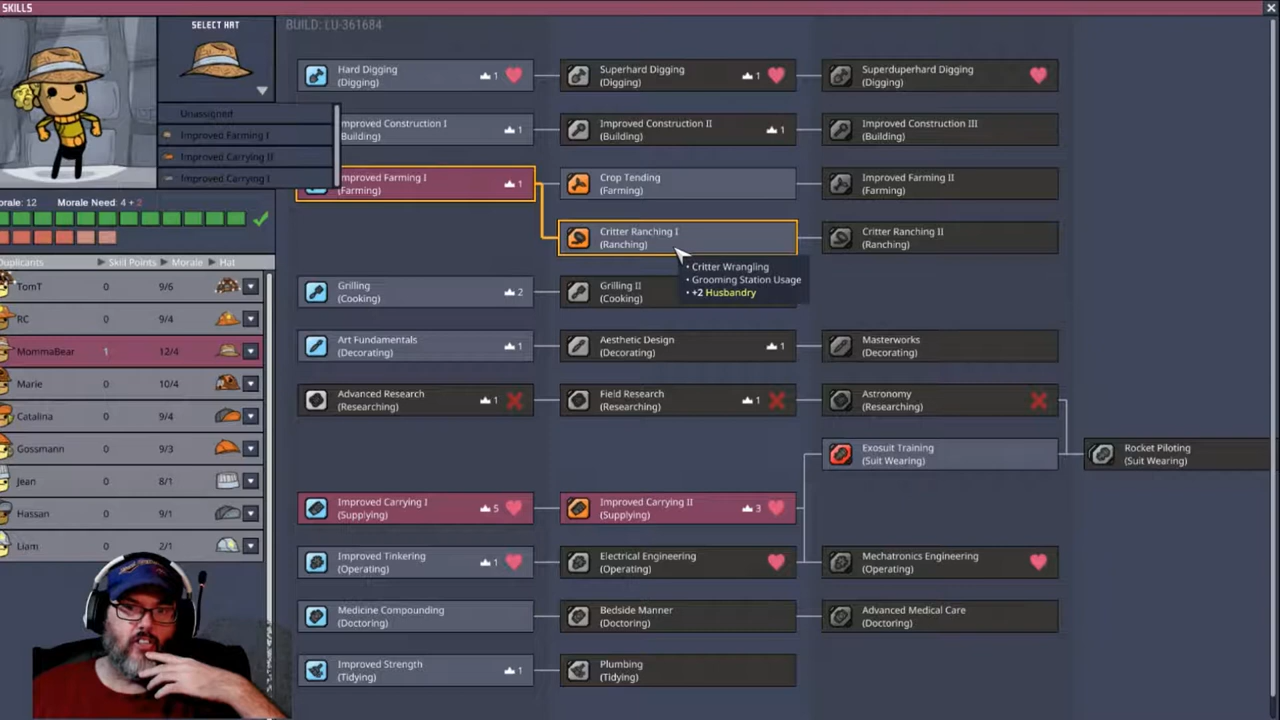 SKILLS
SELECT HAT
BUILD: LU-361684
Unassigned
Improved Farming I
Improved Carrying II
Improved Carrying I
orale: 12 Morale Need: 4 + 2
uplicants Skill Points Morale Hat
TomT 0 9/6
RC 0 9/4
MommaBear 1 12/4
Marie 0 10/4
Catalina 0 9/4
Gossmann 0 9/3
Jean 0 8/1
Hassan 0 9/1
Liam 0 2/1
Hard Digging
(Digging)
1
Superhard Digging
(Digging)
1
Superduperhard Digging
(Digging)
mproved Construction I
Building)
1
Improved Construction II
(Building)
1
Improved Construction III
(Building)
mproved Farming I
(Farming)
1
Crop Tending
(Farming)
Improved Farming II
(Farming)
Critter Ranching I
(Ranching)
Critter Ranching II
(Ranching)
• Critter Wrangling
• Grooming Station Usage
• +2 Husbandry
Grilling
(Cooking)
2
Grilling II
(Cooking)
Art Fundamentals
(Decorating)
1
Aesthetic Design
(Decorating)
1
Masterworks
(Decorating)
Advanced Research
(Researching)
1
Field Research
(Researching)
1
Astronomy
(Researching)
Exosuit Training
(Suit Wearing)
Rocket Piloting
(Suit Wearing)
Improved Carrying I
(Supplying)
5
Improved Carrying II
(Supplying)
3
Improved Tinkering
(Operating)
1
Electrical Engineering
(Operating)
Mechatronics Engineering
(Operating)
Medicine Compounding
(Doctoring)
Bedside Manner
(Doctoring)
Advanced Medical Care
(Doctoring)
Improved Strength
(Tidying)
1
Plumbing
(Tidying)